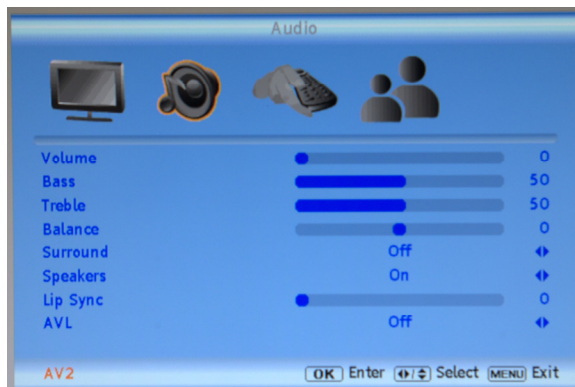 Audio
Volume 0
Bass 50
Treble 50
Balance 0
Surround Off
Speakers On
Lip Sync 0
AVL Off
AV2 OK Enter Select MENU Exit